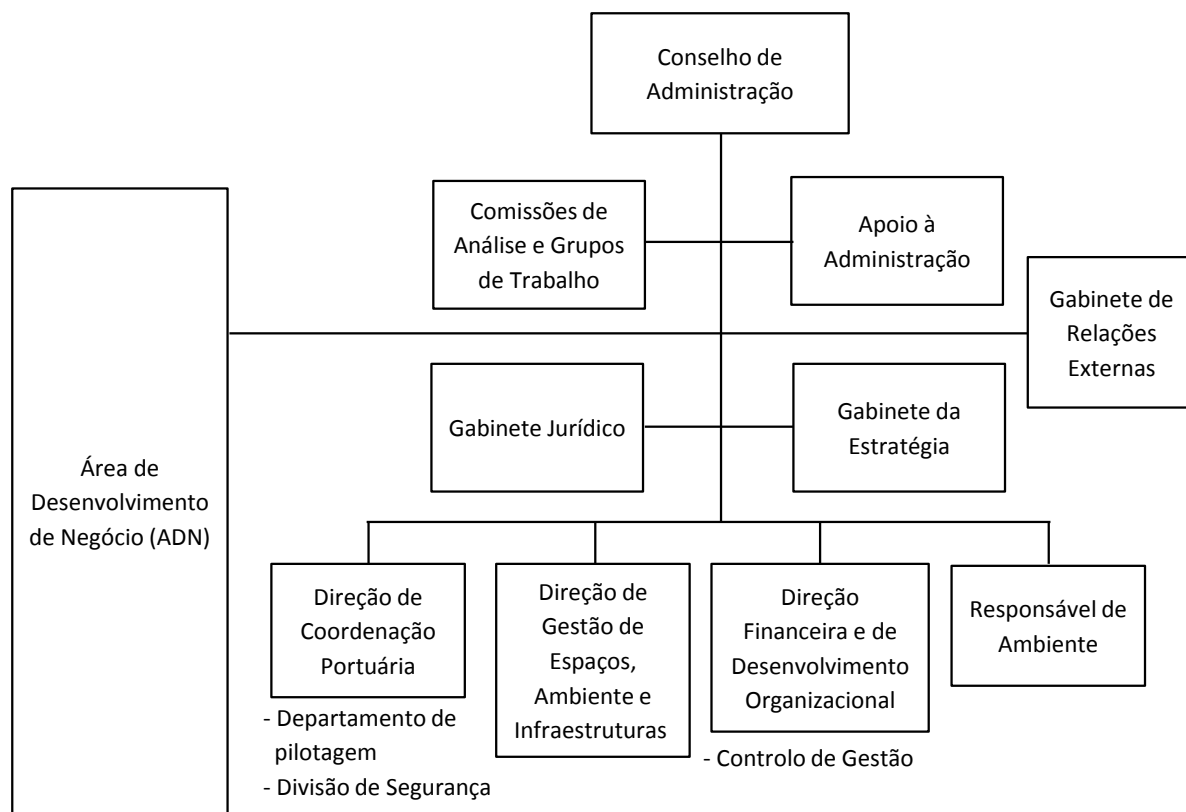 Conselho de
Administração
Comissões de
Análise e Grupos
de Trabalho
Apoio à
Administração
Gabinete de
Relações
Externas
Gabinete Jurídico
Gabinete da
Estratégia
Área de
Desenvolvimento
de Negócio (ADN)
Direção de
Coordenação
Portuária
- Departamento de
pilotagem
- Divisão de Segurança
Direção de
Gestão de
Espaços,
Ambiente e
Infraestruturas
Direção
Financeira e de
Desenvolvimento
Organizacional
- Controlo de Gestão
Responsável de
Ambiente